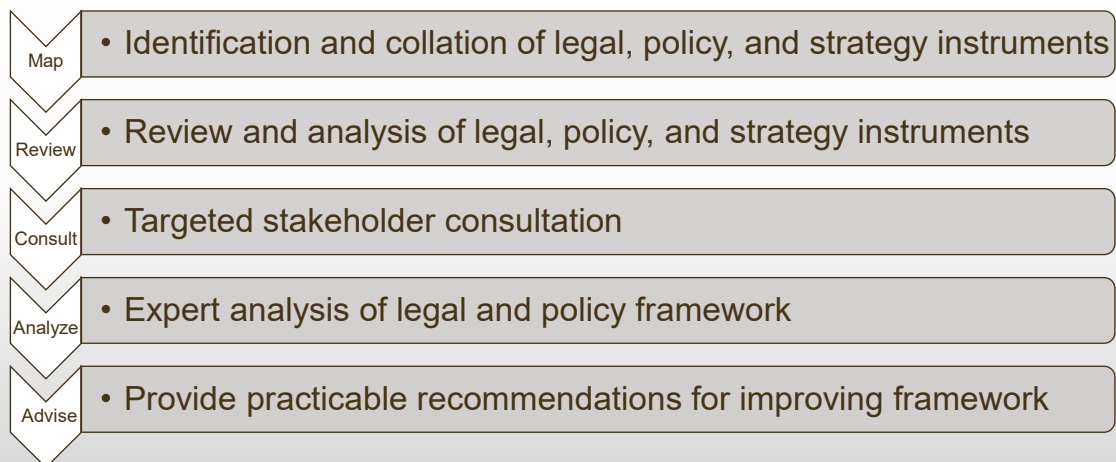 Map
• Identification and collation of legal, policy, and strategy instruments
Review
• Review and analysis of legal, policy, and strategy instruments
Consult
• Targeted stakeholder consultation
Analyze
• Expert analysis of legal and policy framework
Advise
• Provide practicable recommendations for improving framework